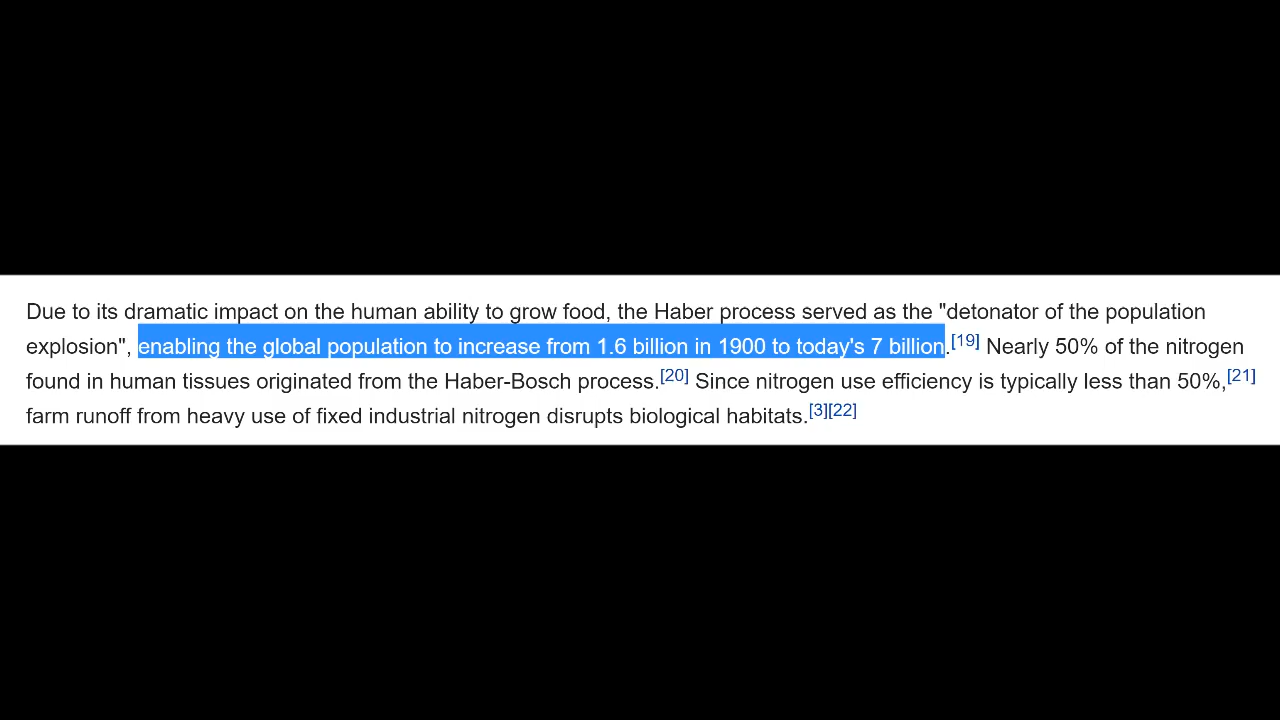 Due to its dramatic impact on the human ability to grow food, the Haber process served as the "detonator of the population
explosion", enabling the global population to increase from 1.6 billion in 1900 to today's 7 billion.[19] Nearly 50% of the nitrogen
found in human tissues originated from the Haber-Bosch process.[20] Since nitrogen use efficiency is typically less than 50%,[21]
farm runoff from heavy use of fixed industrial nitrogen disrupts biological habitats.[3][22]